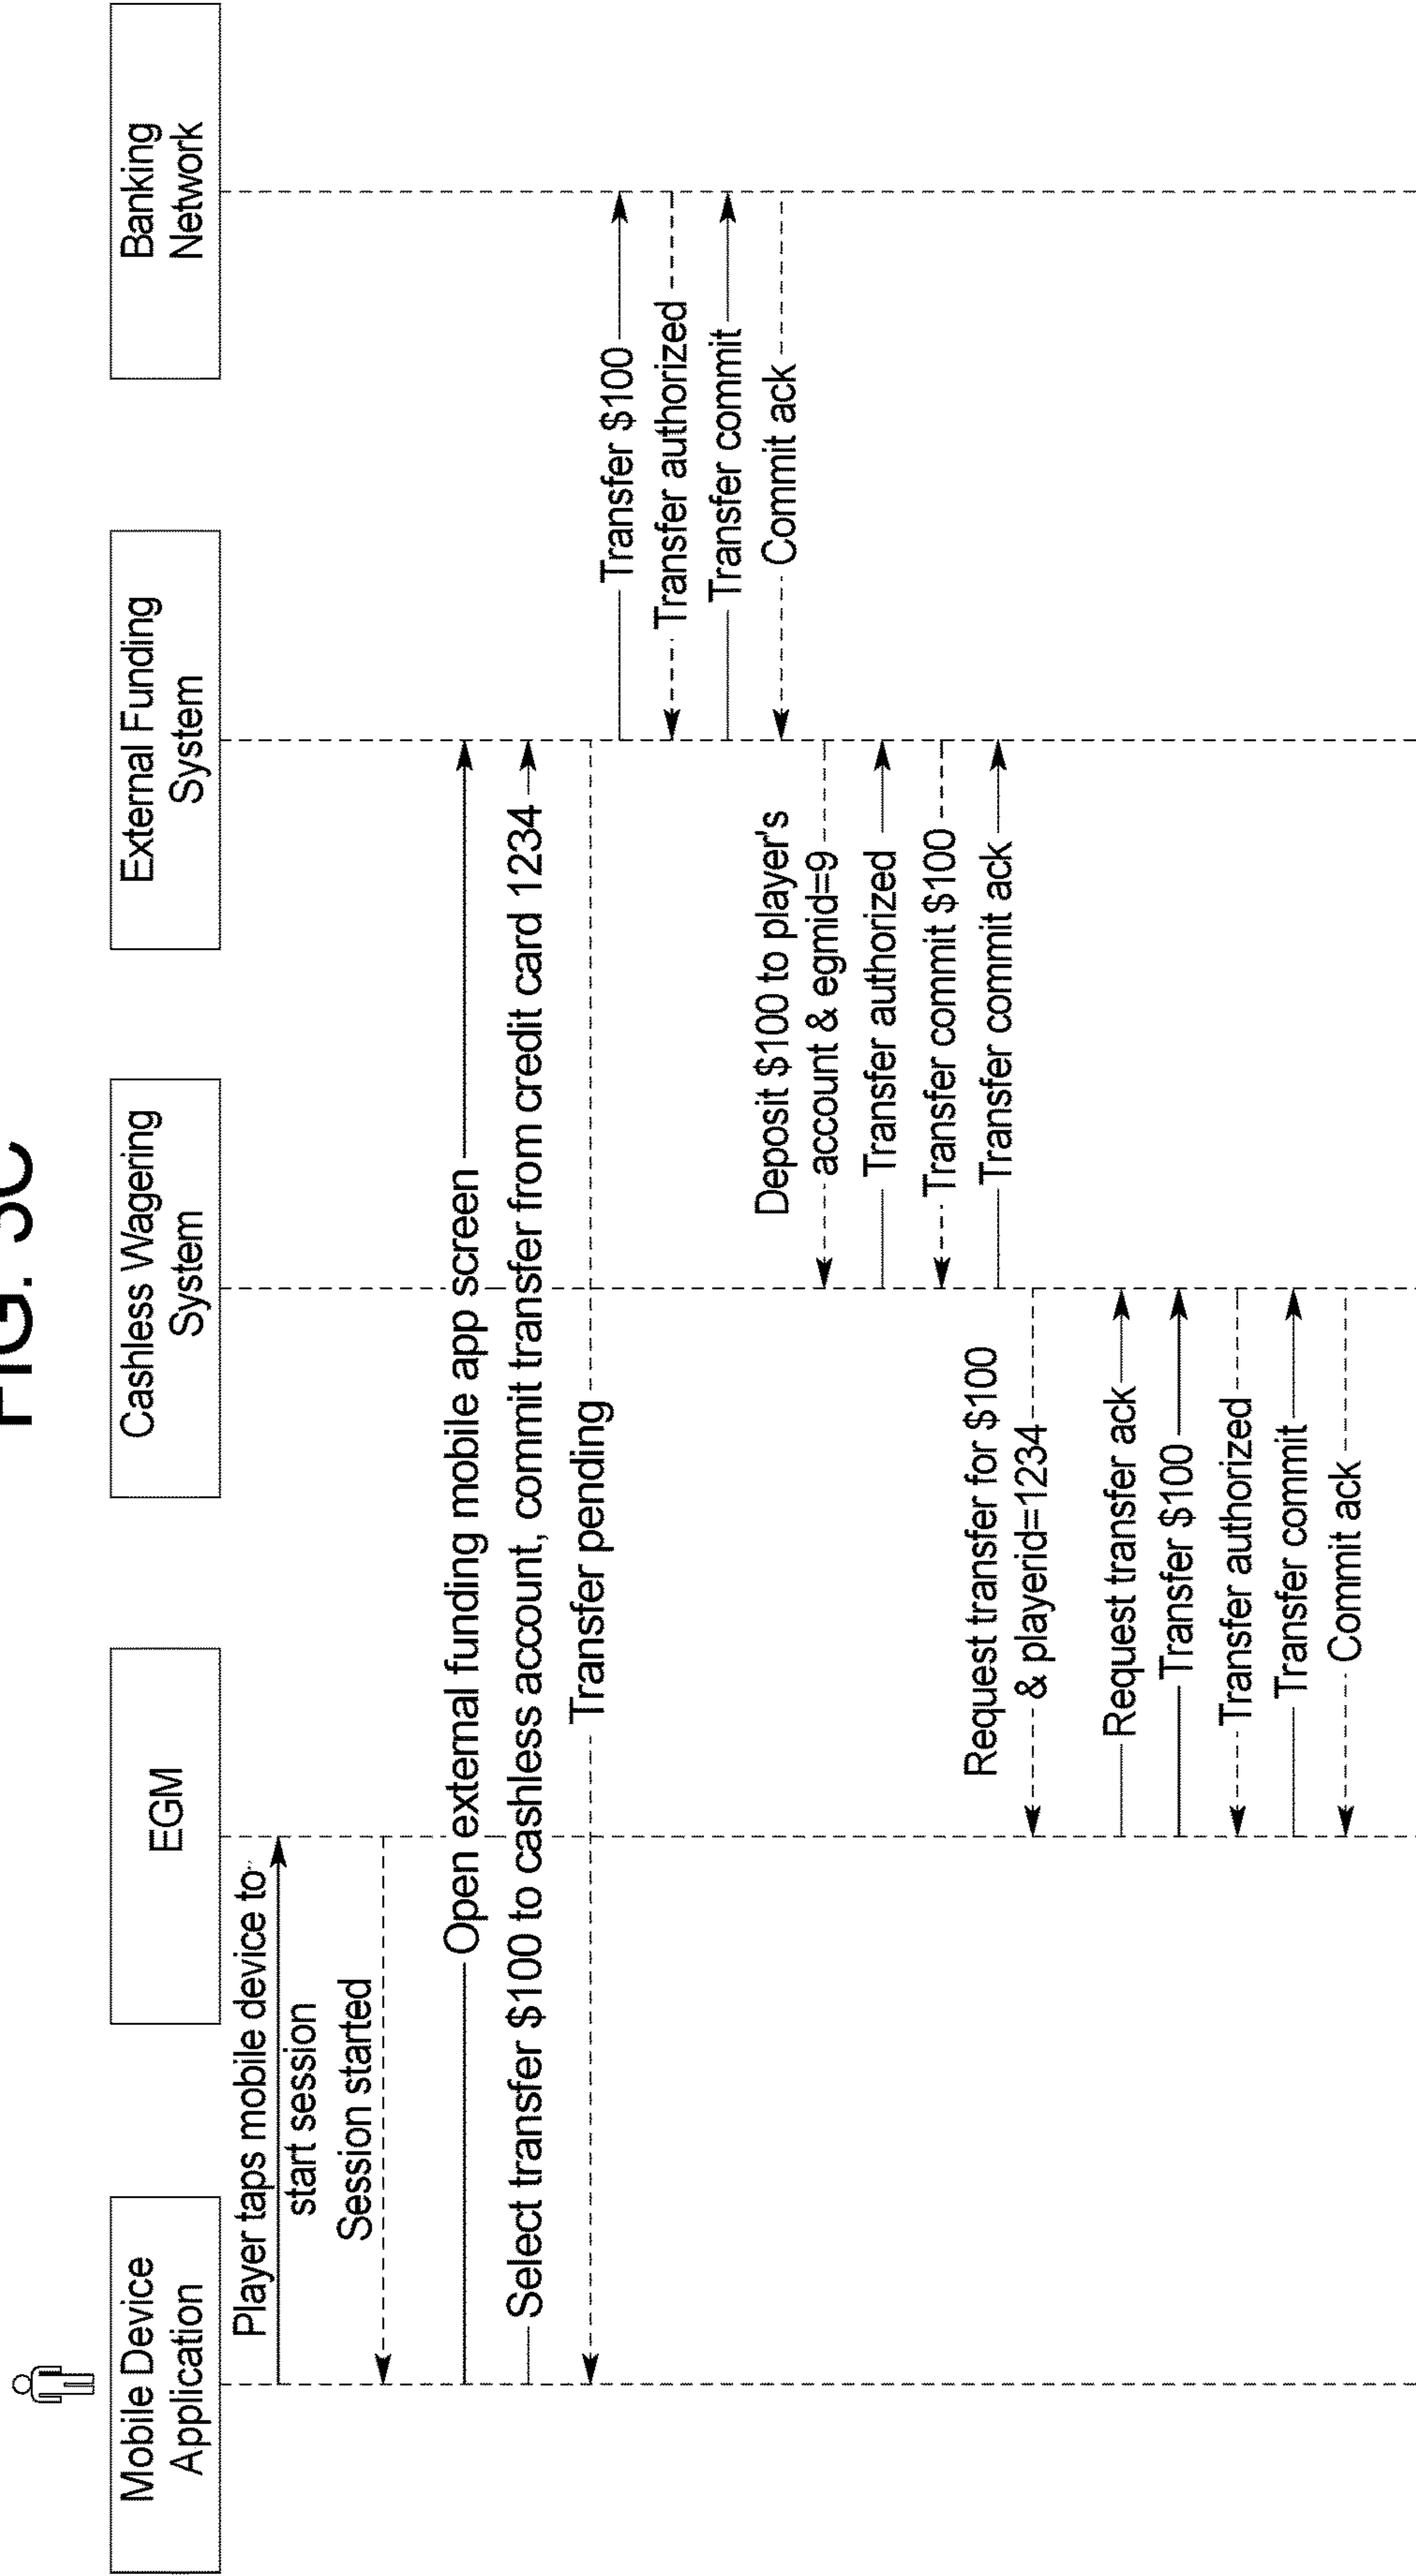 FIG. 3C
Mobile Device
Application
EGM
Cashless Wagering
System
External Funding
System
Banking
Network
Player taps mobile device to
start session
Session started
Open external funding mobile app screen
Select transfer $100 to cashless account, commit transfer from credit card 1234
Transfer pending
Transfer $100
Transfer authorized
Transfer commit
Commit ack
Deposit $100 to player's
account & egmid=9
Transfer authorized
Transfer commit $100
Transfer commit ack
Request transfer for $100
& playerid=1234
Request transfer ack
Transfer $100
Transfer authorized
Transfer commit
Commit ack